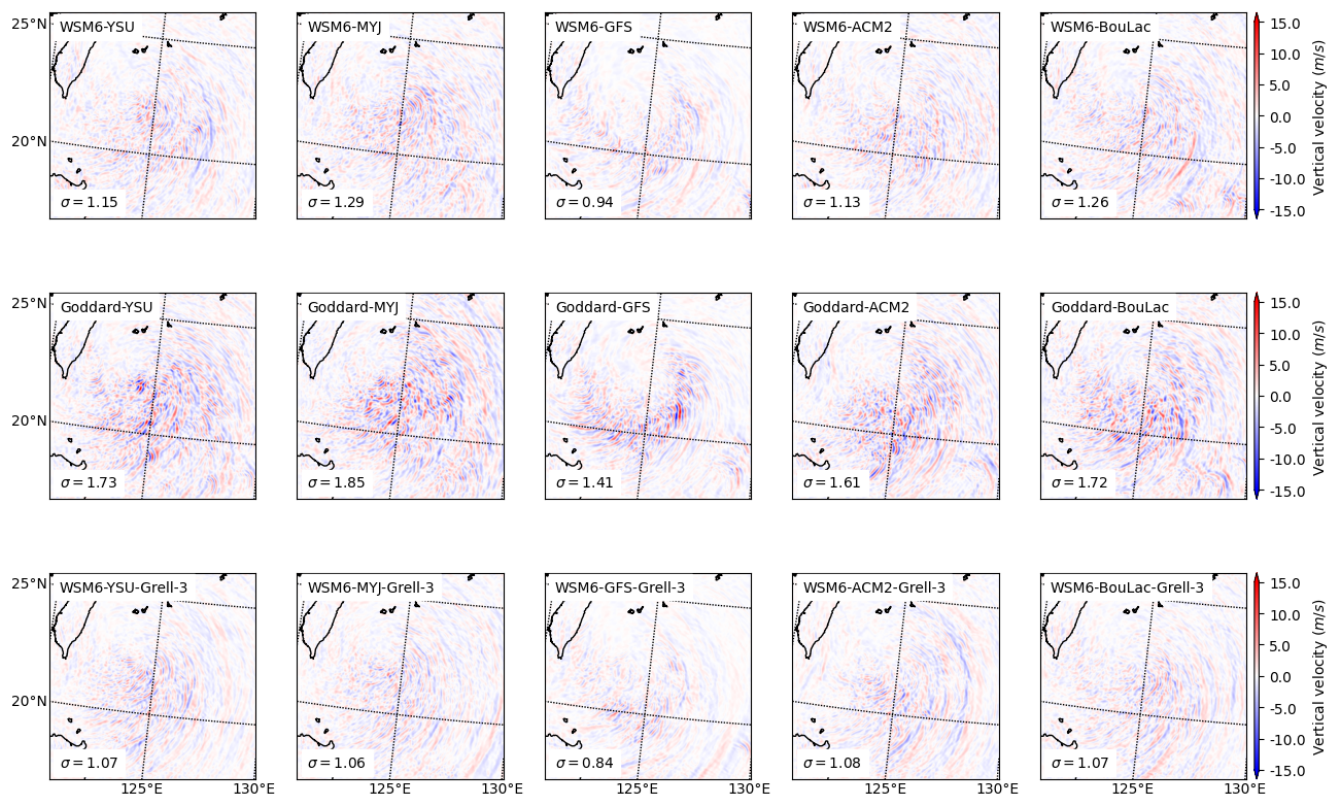 25°N
20°N
WSM6-YSU
σ = 1.15
WSM6-MYJ
σ = 1.29
WSM6-GFS
σ = 0.94
WSM6-ACM2
σ = 1.13
WSM6-BouLac
σ = 1.26
15.0
10.0
5.0
0.0
-5.0
-10.0
-15.0
Vertical velocity (m/s)
25°N
20°N
Goddard-YSU
σ = 1.73
Goddard-MYJ
σ = 1.85
Goddard-GFS
σ = 1.41
Goddard-ACM2
σ = 1.61
Goddard-BouLac
σ = 1.72
15.0
10.0
5.0
0.0
-5.0
-10.0
-15.0
Vertical velocity (m/s)
25°N
20°N
WSM6-YSU-Grell-3
σ = 1.07
125°E
130°E
WSM6-MYJ-Grell-3
σ = 1.06
125°E
130°E
WSM6-GFS-Grell-3
σ = 0.84
125°E
130°E
WSM6-ACM2-Grell-3
σ = 1.08
125°E
130°E
WSM6-BouLac-Grell-3
σ = 1.07
125°E
130°E
15.0
10.0
5.0
0.0
-5.0
-10.0
-15.0
Vertical velocity (m/s)